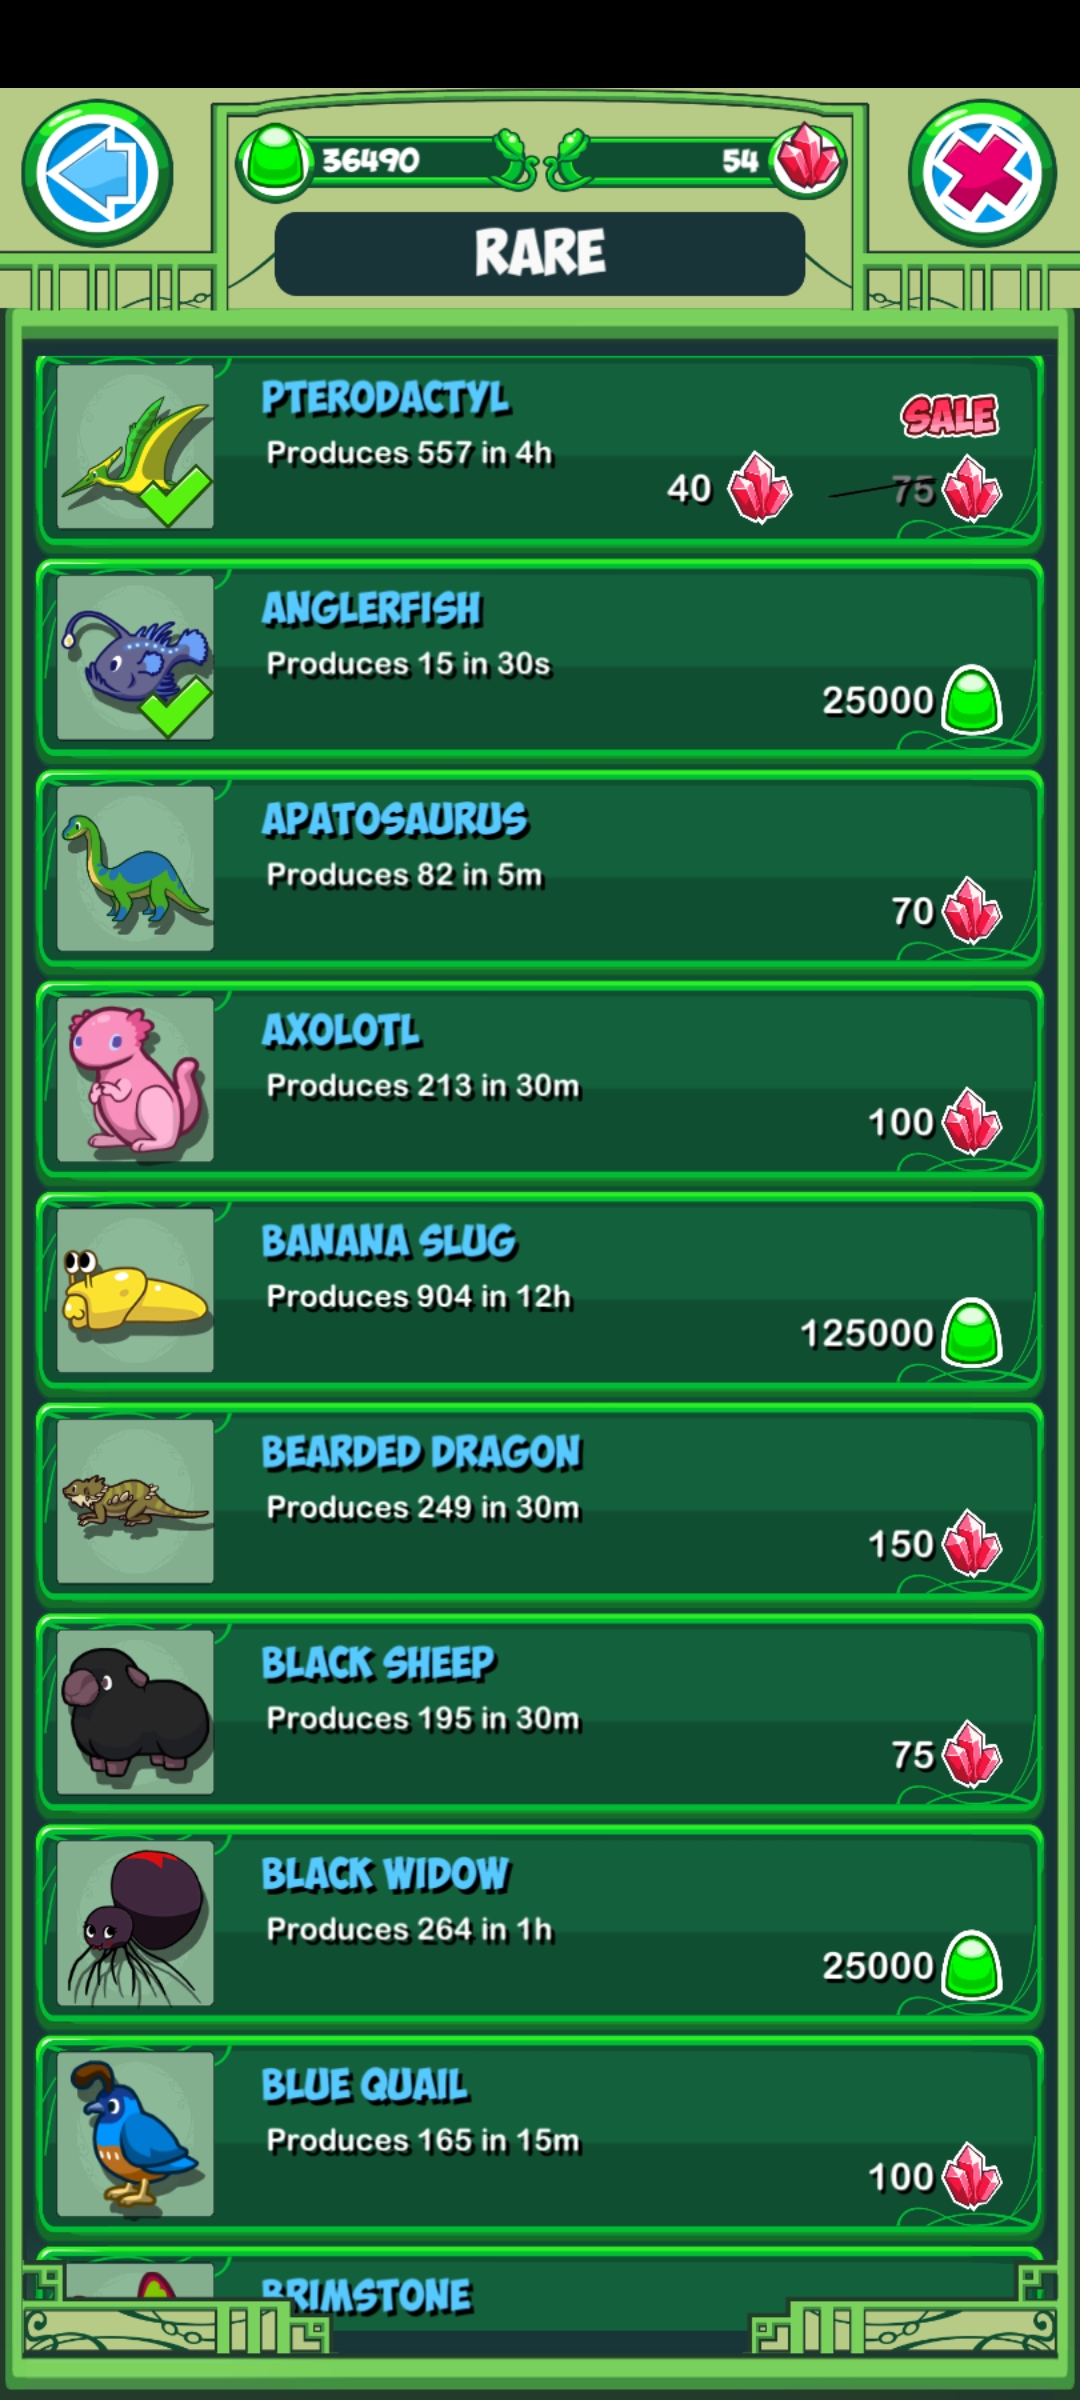 36490
54
RARE
PTERODACTYL
SALE
Produces 557 in 4h
40
75
ANGLERFISH
Produces 15 in 30s
25000
APATOSAURUS
Produces 82 in 5m
70
AXOLOTL
Produces 213 in 30m
100
BANANA SLUG
Produces 904 in 12h
125000
BEARDED DRAGON
Produces 249 in 30m
150
BLACK SHEEP
Produces 195 in 30m
75
BLACK WIDOW
Produces 264 in 1h
25000
BLUE QUAIL
Produces 165 in 15m
100
BRIMSTONE